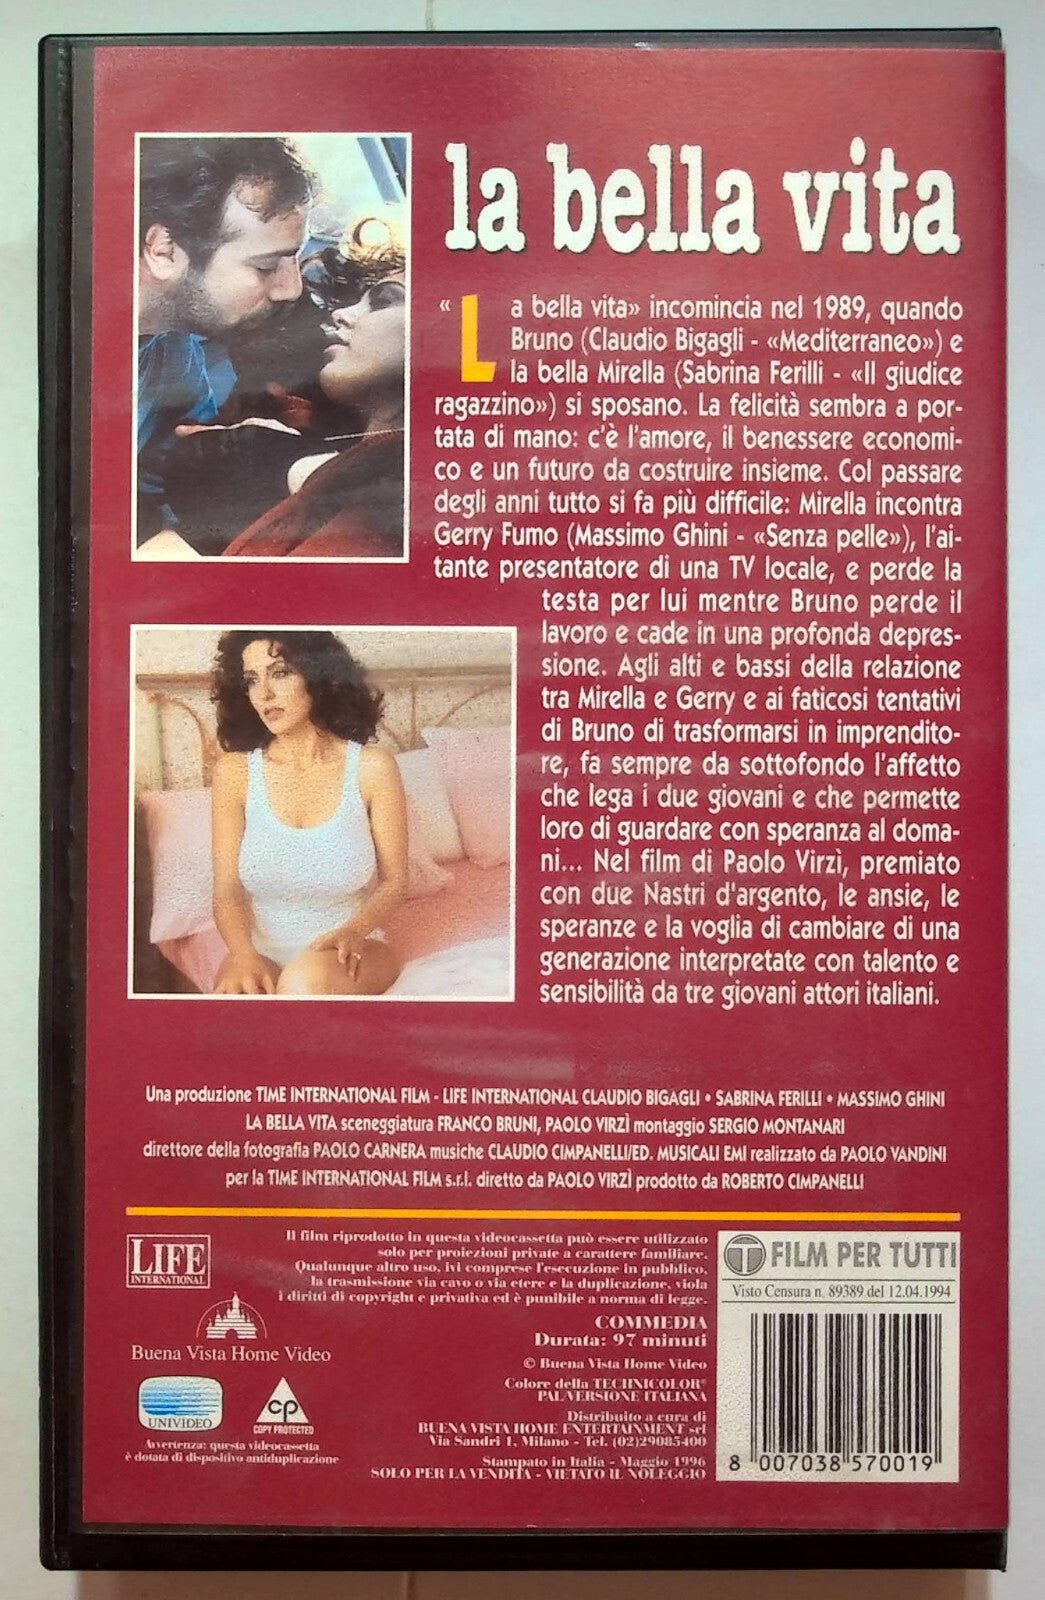 la bella vita
«La bella vita» incomincia nel 1989, quando
Bruno (Claudio Bigagli - «Mediterraneo») e
la bella Mirella (Sabrina Ferilli - «Il giudice
ragazzino») si sposano. La felicità sembra a por-
tata di mano: c'è l'amore, il benessere economi-
co e un futuro da costruire insieme. Col passare
degli anni tutto si fa più difficile: Mirella incontra
Gerry Fumo (Massimo Ghini - «Senza pelle»), l'ai-
tante presentatore di una TV locale, e perde la
testa per lui mentre Bruno perde il
lavoro e cade in una profonda depres-
sione. Agli alti e bassi della relazione
tra Mirella e Gerry e ai faticosi tentativi
di Bruno di trasformarsi in imprendito-
re, fa sempre da sottofondo l'affetto
che lega i due giovani e che permette
loro di guardare con speranza al doma-
ni... Nel film di Paolo Virzì, premiato
con due Nastri d'argento, le ansie, le
speranze e la voglia di cambiare di una
generazione interpretate con talento e
sensibilità da tre giovani attori italiani.
Una produzione TIME INTERNATIONAL FILM - LIFE INTERNATIONAL CLAUDIO BIGAGLI • SABRINA FERILLI • MASSIMO GHINI
LA BELLA VITA sceneggiatura FRANCO BRUNI, PAOLO VIRZÌ montaggio SERGIO MONTANARI
direttore della fotografia PAOLO CARNERA musiche CLAUDIO CIMPANELLI/ED. MUSICALI EMI realizzato da PAOLO VANDINI
per la TIME INTERNATIONAL FILM s.r.l. diretto da PAOLO VIRZÌ prodotto da ROBERTO CIMPANELLI
LIFE
INTERNATIONAL
Buena Vista Home Video
UNIVIDEO
CP
COPY PROTECTED
Avvertenza: questa videocassetta
è dotata di dispositivo antiduplicazione
Il film riprodotto in questa videocassetta può essere utilizzato
solo per proiezioni private a carattere familiare.
Qualunque altro uso, ivi comprese l'esecuzione in pubblico,
la trasmissione via cavo o via etere e la duplicazione, viola
i diritti di copyright e privativa ed è punibile a norma di legge.
COMMEDIA
Durata: 97 minuti
© Buena Vista Home Video
Colore della TECHNICOLOR®
PAL/VERSIONE ITALIANA
Distribuito a cura di
BUENA VISTA HOME ENTERTAINMENT srl
Via Sandri 1, Milano - Tel. (02)29085400
Stampato in Italia - Maggio 1996
SOLO PER LA VENDITA - VIETATO IL NOLEGGIO
T FILM PER TUTTI
Visto Censura n. 89389 del 12.04.1994
8 007038 570019